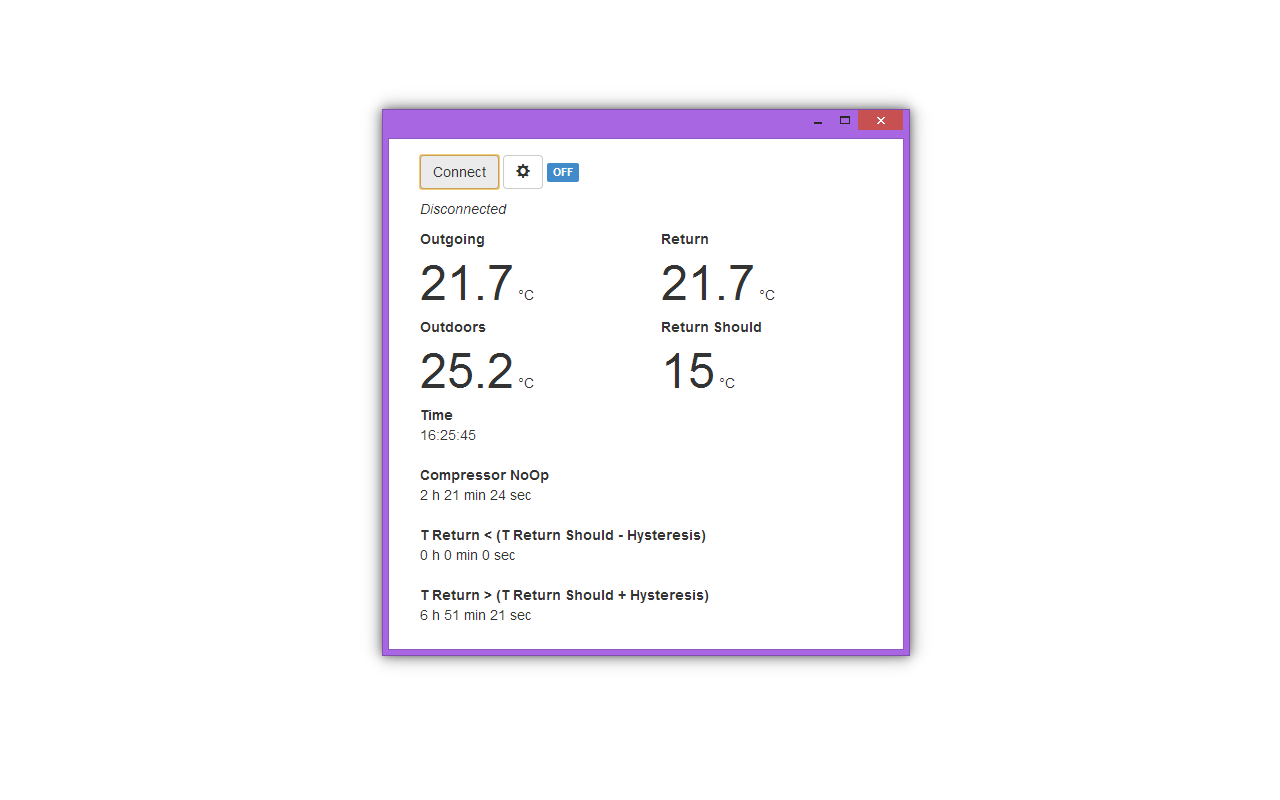 Connect OFF
Disconnected
Outgoing Return
21.7 °C 21.7 °C
Outdoors Return Should
25.2 °C 15 °C
Time
16:25:45
Compressor NoOp
2 h 21 min 24 sec
T Return < (T Return Should - Hysteresis)
0 h 0 min 0 sec
T Return > (T Return Should + Hysteresis)
6 h 51 min 21 sec